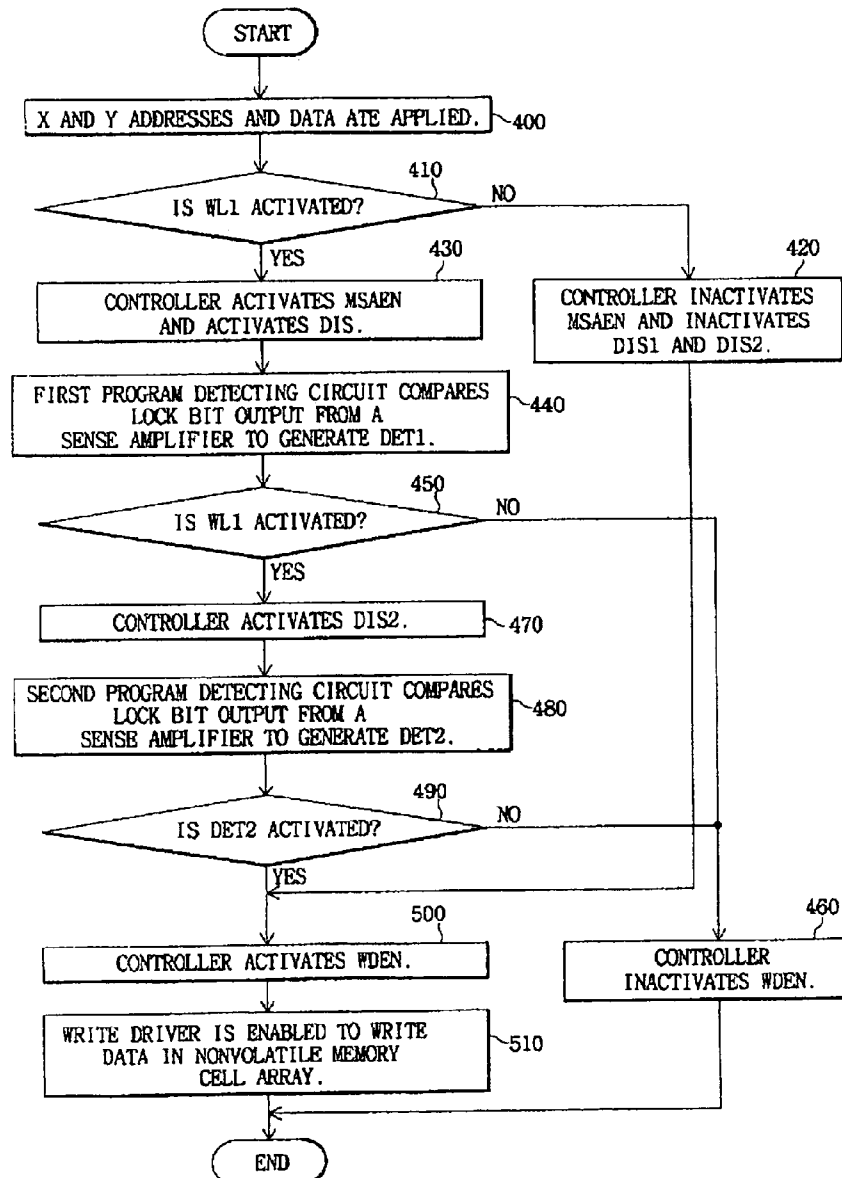 START
X AND Y ADDRESSES AND DATA ATE APPLIED.
400
410
IS WL1 ACTIVATED?
NO
YES
430
CONTROLLER ACTIVATES MSAEN
AND ACTIVATES DIS.
420
CONTROLLER INACTIVATES
MSAEN AND INACTIVATES
DIS1 AND DIS2.
FIRST PROGRAM DETECTING CIRCUIT COMPARES
LOCK BIT OUTPUT FROM A
SENSE AMPLIFIER TO GENERATE DET1.
440
450
IS WL1 ACTIVATED?
NO
YES
CONTROLLER ACTIVATES DIS2.
470
SECOND PROGRAM DETECTING CIRCUIT COMPARES
LOCK BIT OUTPUT FROM A
SENSE AMPLIFIER TO GENERATE DET2.
480
490
IS DET2 ACTIVATED?
NO
YES
500
CONTROLLER ACTIVATES WDEN.
460
CONTROLLER
INACTIVATES WDEN.
WRITE DRIVER IS ENABLED TO WRITE
DATA IN NONVOLATILE MEMORY
CELL ARRAY.
510
END